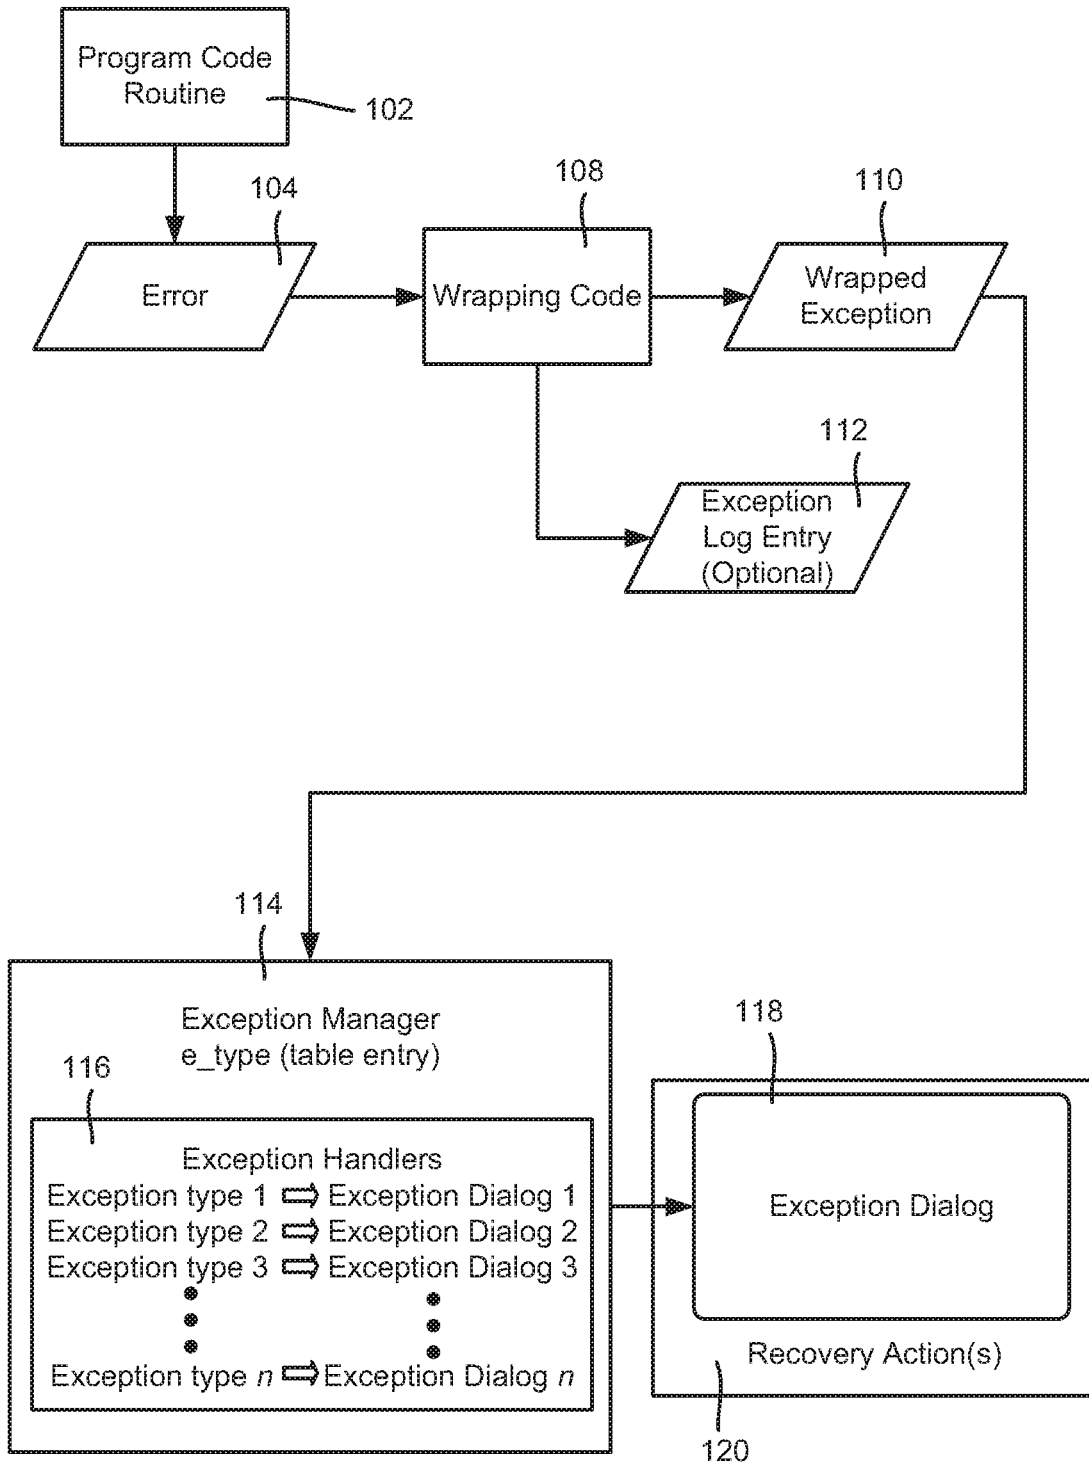 Program Code
Routine
102
104
108
110
Error
Wrapping Code
Wrapped
Exception
112
Exception
Log Entry
(Optional)
114
Exception Manager
e_type (table entry)
116
Exception Handlers
Exception type 1 ⇨ Exception Dialog 1
Exception type 2 ⇨ Exception Dialog 2
Exception type 3 ⇨ Exception Dialog 3
Exception type n ⇨ Exception Dialog n
118
Exception Dialog
Recovery Action(s)
120